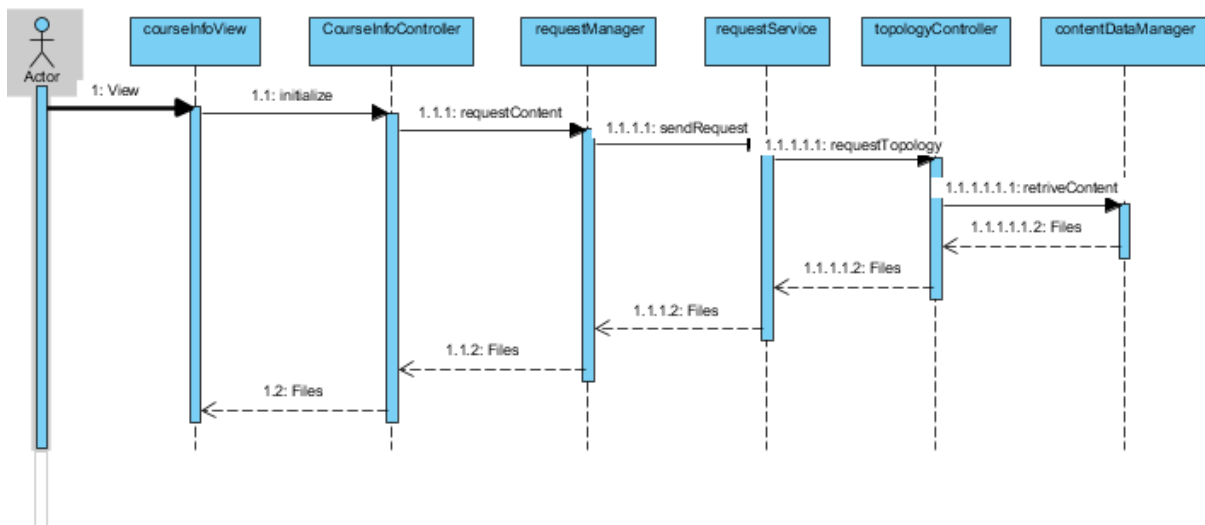 courseInfoView
CourseInfoController
requestManager
requestService
topologyController
contentDataManager
Actor
1: View
1.1: initialize
1.1.1: requestContent
1.1.1.1: sendRequest
1.1.1.1.1: requestTopology
1.1.1.1.1.1: retriveContent
1.1.1.1.1.2: Files
1.1.1.1.2: Files
1.1.1.2: Files
1.1.2: Files
1.2: Files